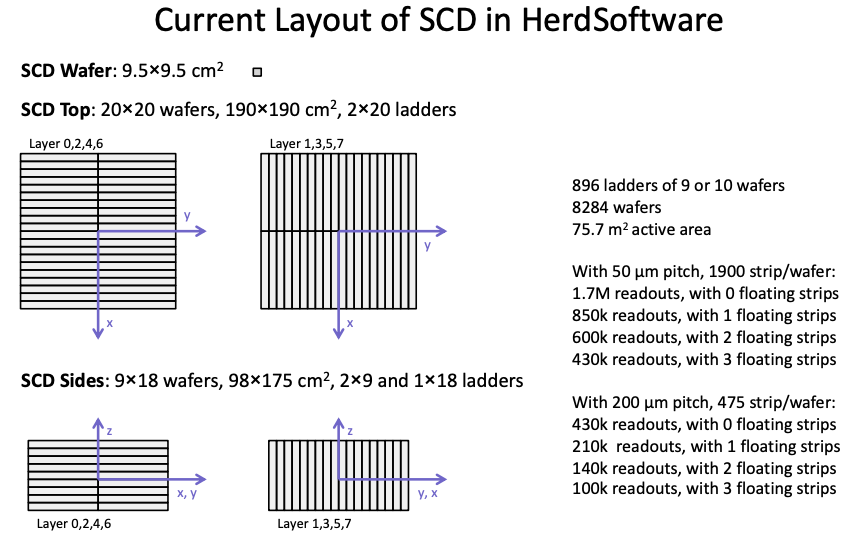 Current Layout of SCD in HerdSoftware
SCD Wafer: 9.5×9.5 cm²
SCD Top: 20×20 wafers, 190×190 cm², 2×20 ladders
Layer 0,2,4,6
Layer 1,3,5,7
y
x
y
x
SCD Sides: 9×18 wafers, 98×175 cm², 2×9 and 1×18 ladders
z
x, y
Layer 0,2,4,6
z
y, x
Layer 1,3,5,7
896 ladders of 9 or 10 wafers
8284 wafers
75.7 m² active area
With 50 µm pitch, 1900 strip/wafer:
1.7M readouts, with 0 floating strips
850k readouts, with 1 floating strips
600k readouts, with 2 floating strips
430k readouts, with 3 floating strips
With 200 µm pitch, 475 strip/wafer:
430k readouts, with 0 floating strips
210k readouts, with 1 floating strips
140k readouts, with 2 floating strips
100k readouts, with 3 floating strips